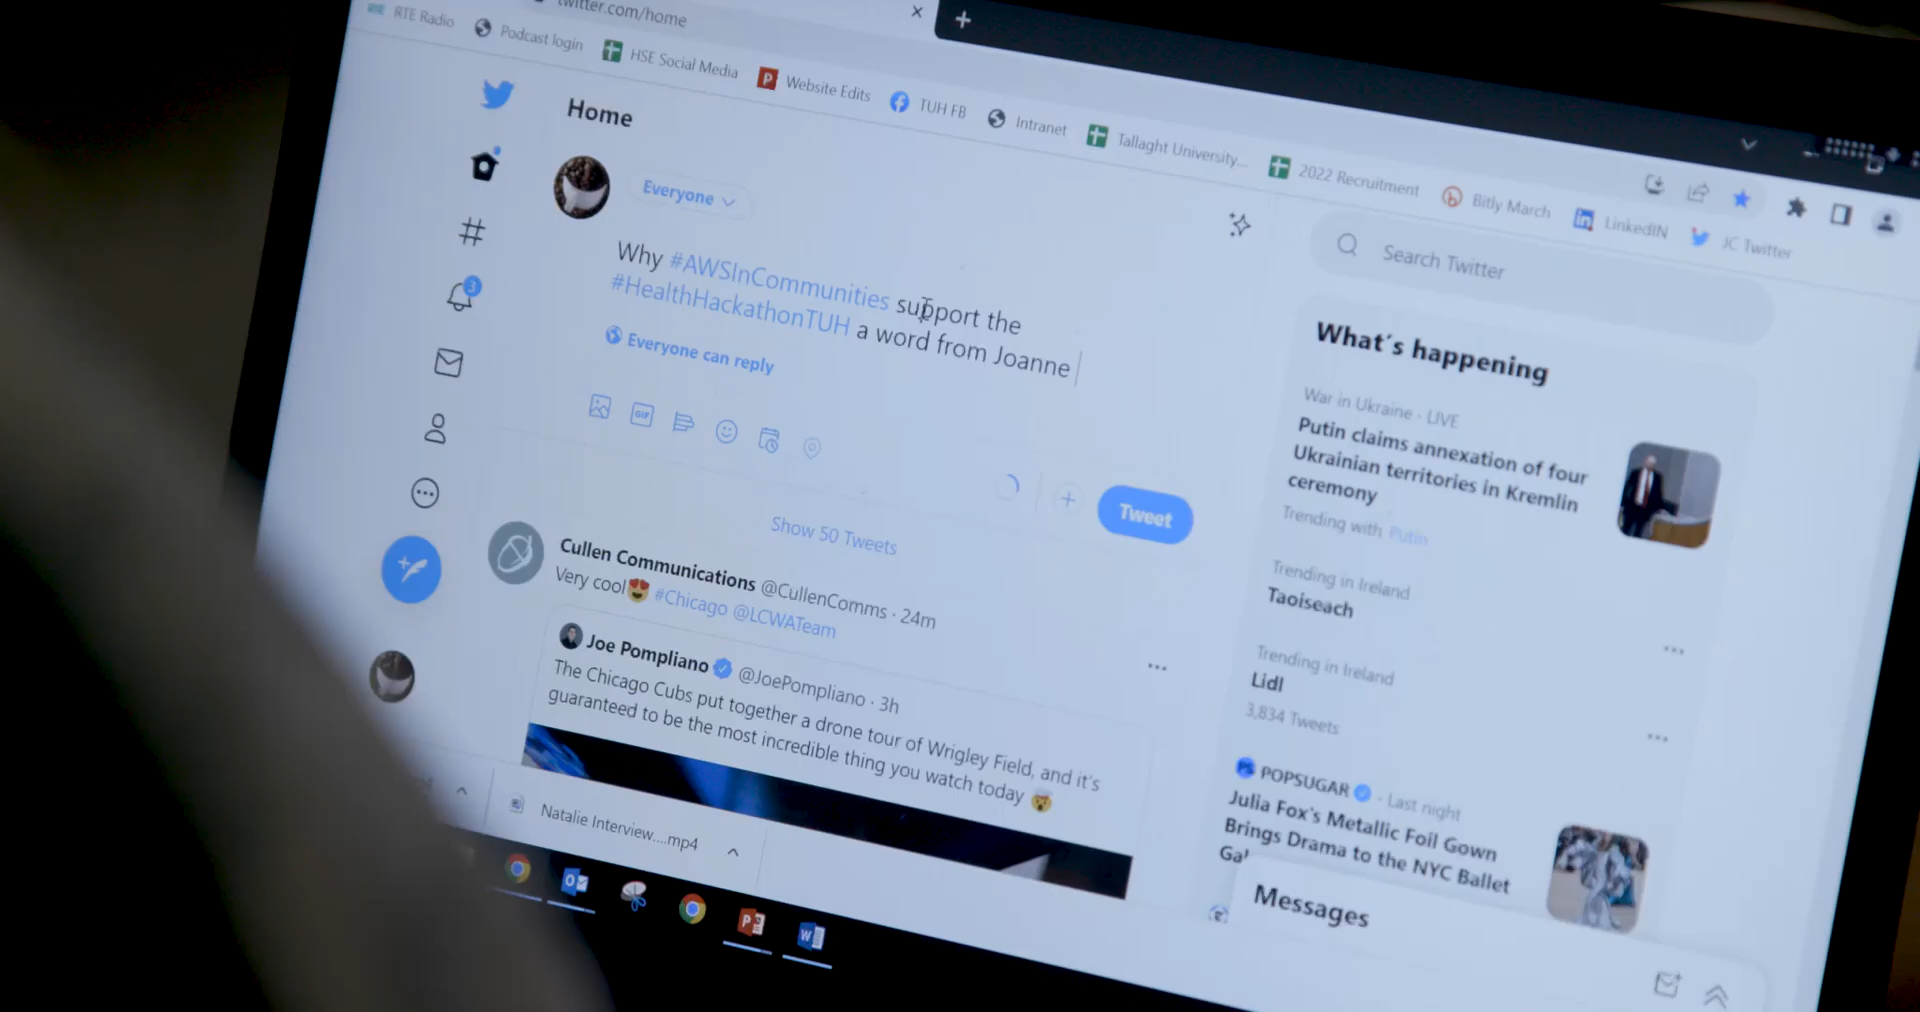 twitter.com/home
RTE Radio
Podcast login
HSE Social Media
Website Edits
TUH FB
Intranet
Tallaght University...
2022 Recruitment
Bitly March
LinkedIN
JC Twitter
Home
Everyone
Why #AWSInCommunities support the
#HealthHackathonTUH a word from Joanne
Everyone can reply
GIF
Tweet
3
Show 50 Tweets
Cullen Communications @CullenComms · 24m
Very cool😍 #Chicago @LCWATeam
Joe Pompliano @JoePompliano · 3h
The Chicago Cubs put together a drone tour of Wrigley Field, and it's
guaranteed to be the most incredible thing you watch today 🤯
Search Twitter
What's happening
War in Ukraine · LIVE
Putin claims annexation of four
Ukrainian territories in Kremlin
ceremony
Trending with Putin
Trending in Ireland
Taoiseach
Trending in Ireland
Lidl
3,834 Tweets
POPSUGAR · Last night
Julia Fox's Metallic Foil Gown
Brings Drama to the NYC Ballet
Messages
Natalie Interview....mp4